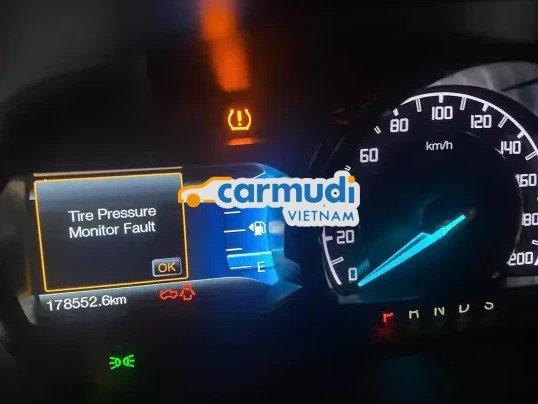 Tire Pressure
Monitor Fault
OK
178552.6km
E
carmudi
VIETNAM
0
20
40
60
80
100
120
140
160
180
200
km/h
P R N D S